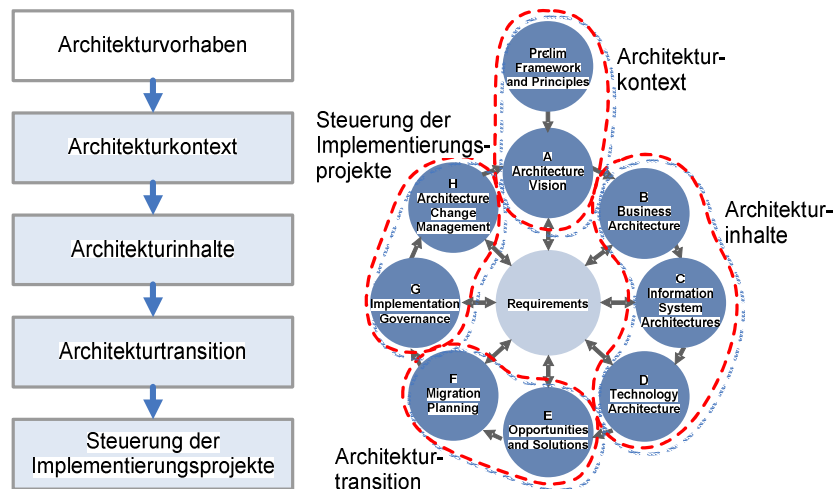 Architekturvorhaben
Architekturkontext
Architekturinhalte
Architekturtransition
Steuerung der
Implementierungsprojekte
Prelim
Framework
and Principles
Architektur-
kontext
Steuerung der
Implementierungs-
projekte
A
Architecture
Vision
H
Architecture
Change
Management
B
Business
Architecture
Architektur-
inhalte
G
Implementation
Governance
Requirements
C
Information
System
Architectures
F
Migration
Planning
D
Technology
Architecture
E
Opportunities
and Solutions
Architektur-
transition